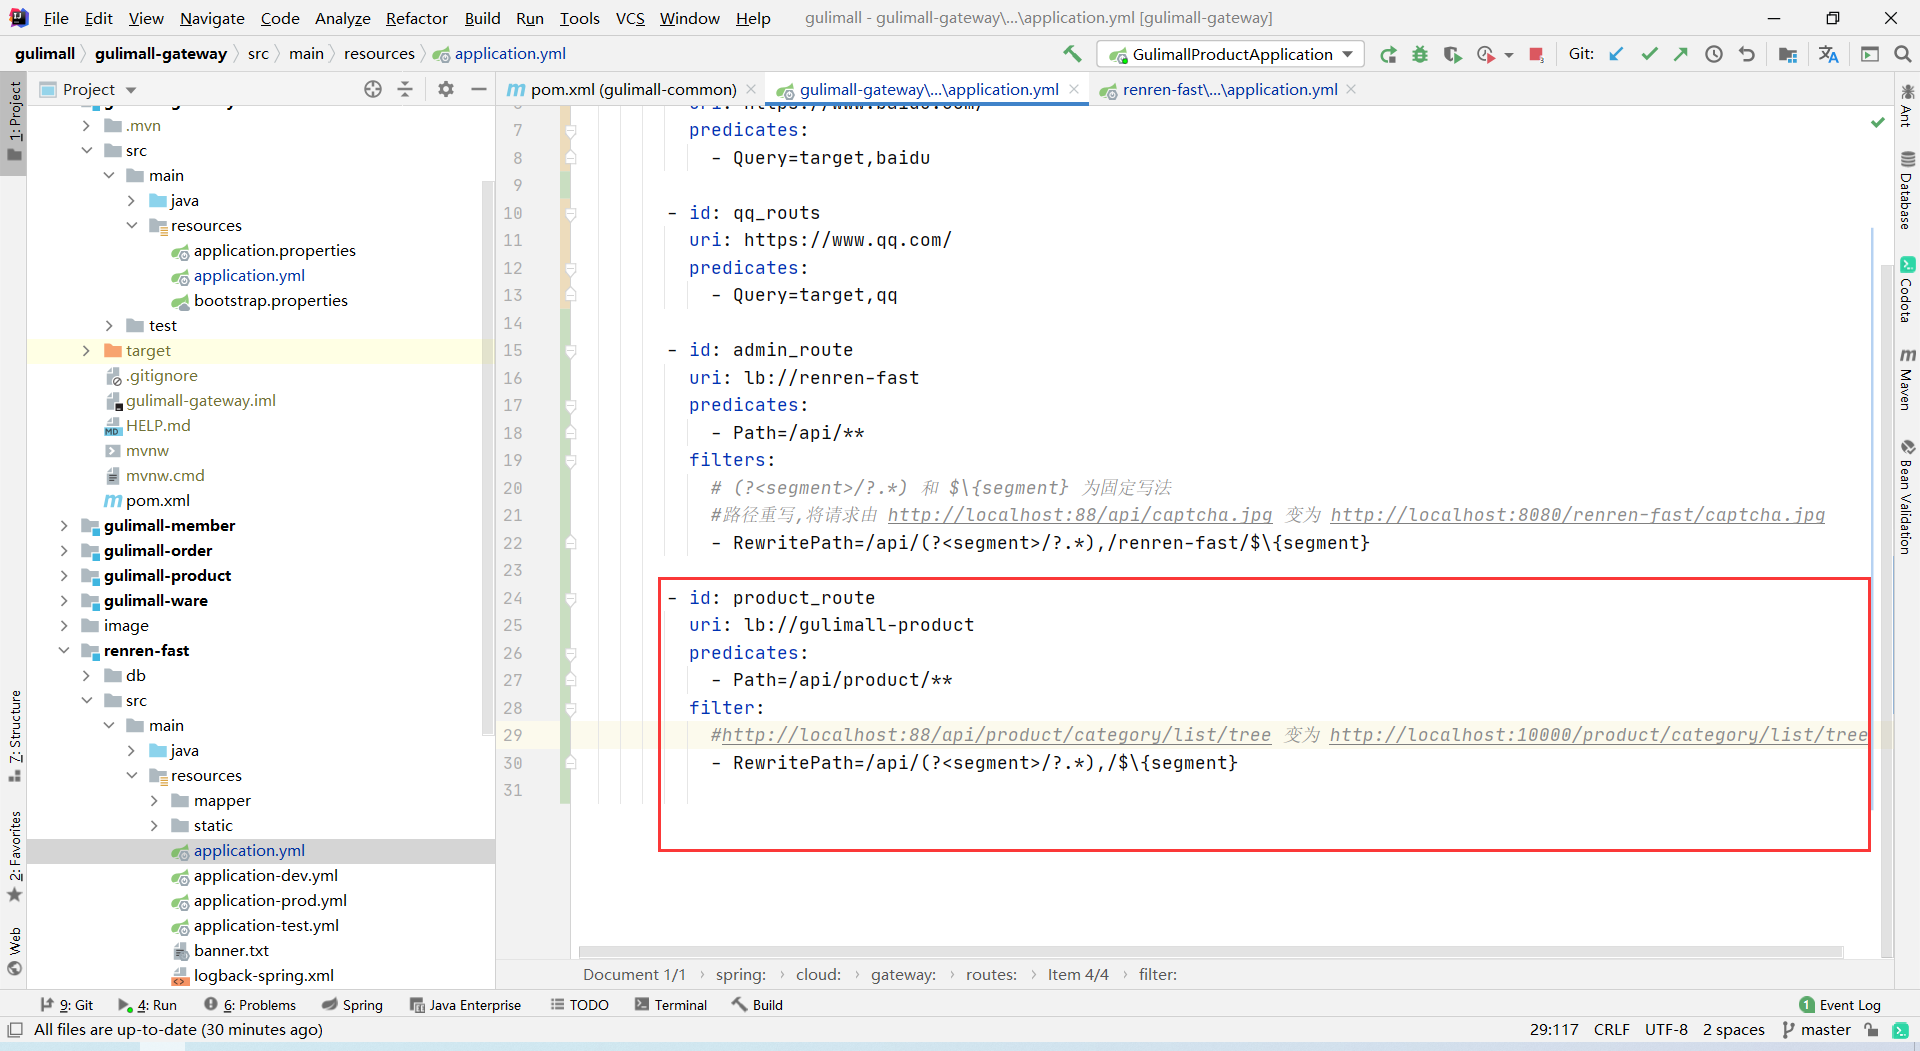 File Edit View Navigate Code Analyze Refactor Build Run Tools VCS Window Help gulimall - gulimall-gateway\...\application.yml [gulimall-gateway]
gulimall gulimall-gateway src main resources application.yml GulimallProductApplication Git:
Project pom.xml (gulimall-common) gulimall-gateway\...\application.yml renren-fast\...\application.yml
1: Project
7: Structure
2: Favorites
Web
.mvn
src
main
java
resources
application.properties
application.yml
bootstrap.properties
test
target
.gitignore
gulimall-gateway.iml
HELP.md
mvnw
mvnw.cmd
pom.xml
gulimall-member
gulimall-order
gulimall-product
gulimall-ware
image
renren-fast
db
src
main
java
resources
mapper
static
application.yml
application-dev.yml
application-prod.yml
application-test.yml
banner.txt
logback-spring.xml
7 predicates:
8 - Query=target,baidu
9
10 - id: qq_routs
11 uri: https://www.qq.com/
12 predicates:
13 - Query=target,qq
14
15 - id: admin_route
16 uri: lb://renren-fast
17 predicates:
18 - Path=/api/**
19 filters:
20 # (?<segment>/?.*) 和 $\{segment} 为固定写法
21 #路径重写,将请求由 http://localhost:88/api/captcha.jpg 变为 http://localhost:8080/renren-fast/captcha.jpg
22 - RewritePath=/api/(?<segment>/?.*),/renren-fast/$\{segment}
23
24 - id: product_route
25 uri: lb://gulimall-product
26 predicates:
27 - Path=/api/product/**
28 filter:
29 #http://localhost:88/api/product/category/list/tree 变为 http://localhost:10000/product/category/list/tree
30 - RewritePath=/api/(?<segment>/?.*),/$\{segment}
31
Ant
Database
Codota
Maven
Bean Validation
Document 1/1 › spring: › cloud: › gateway: › routes: › Item 4/4 › filter:
9: Git 4: Run 6: Problems Spring Java Enterprise TODO Terminal Build 1 Event Log
All files are up-to-date (30 minutes ago) 29:117 CRLF UTF-8 2 spaces master